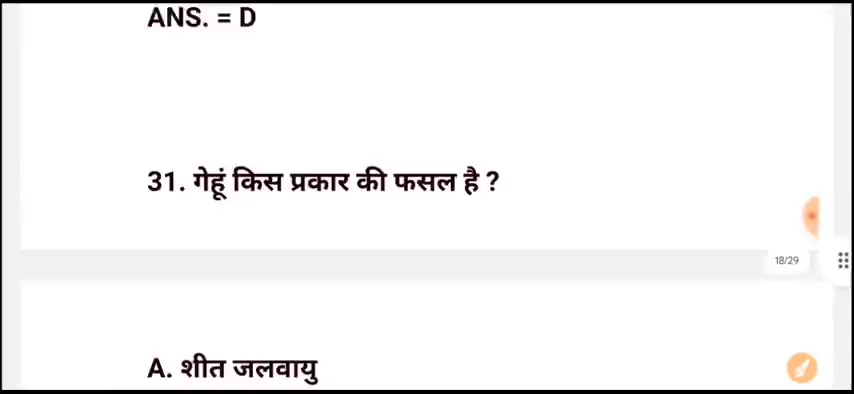 ANS. = D
31. गेहूं किस प्रकार की फसल है ?
18/29
A. शीत जलवायु